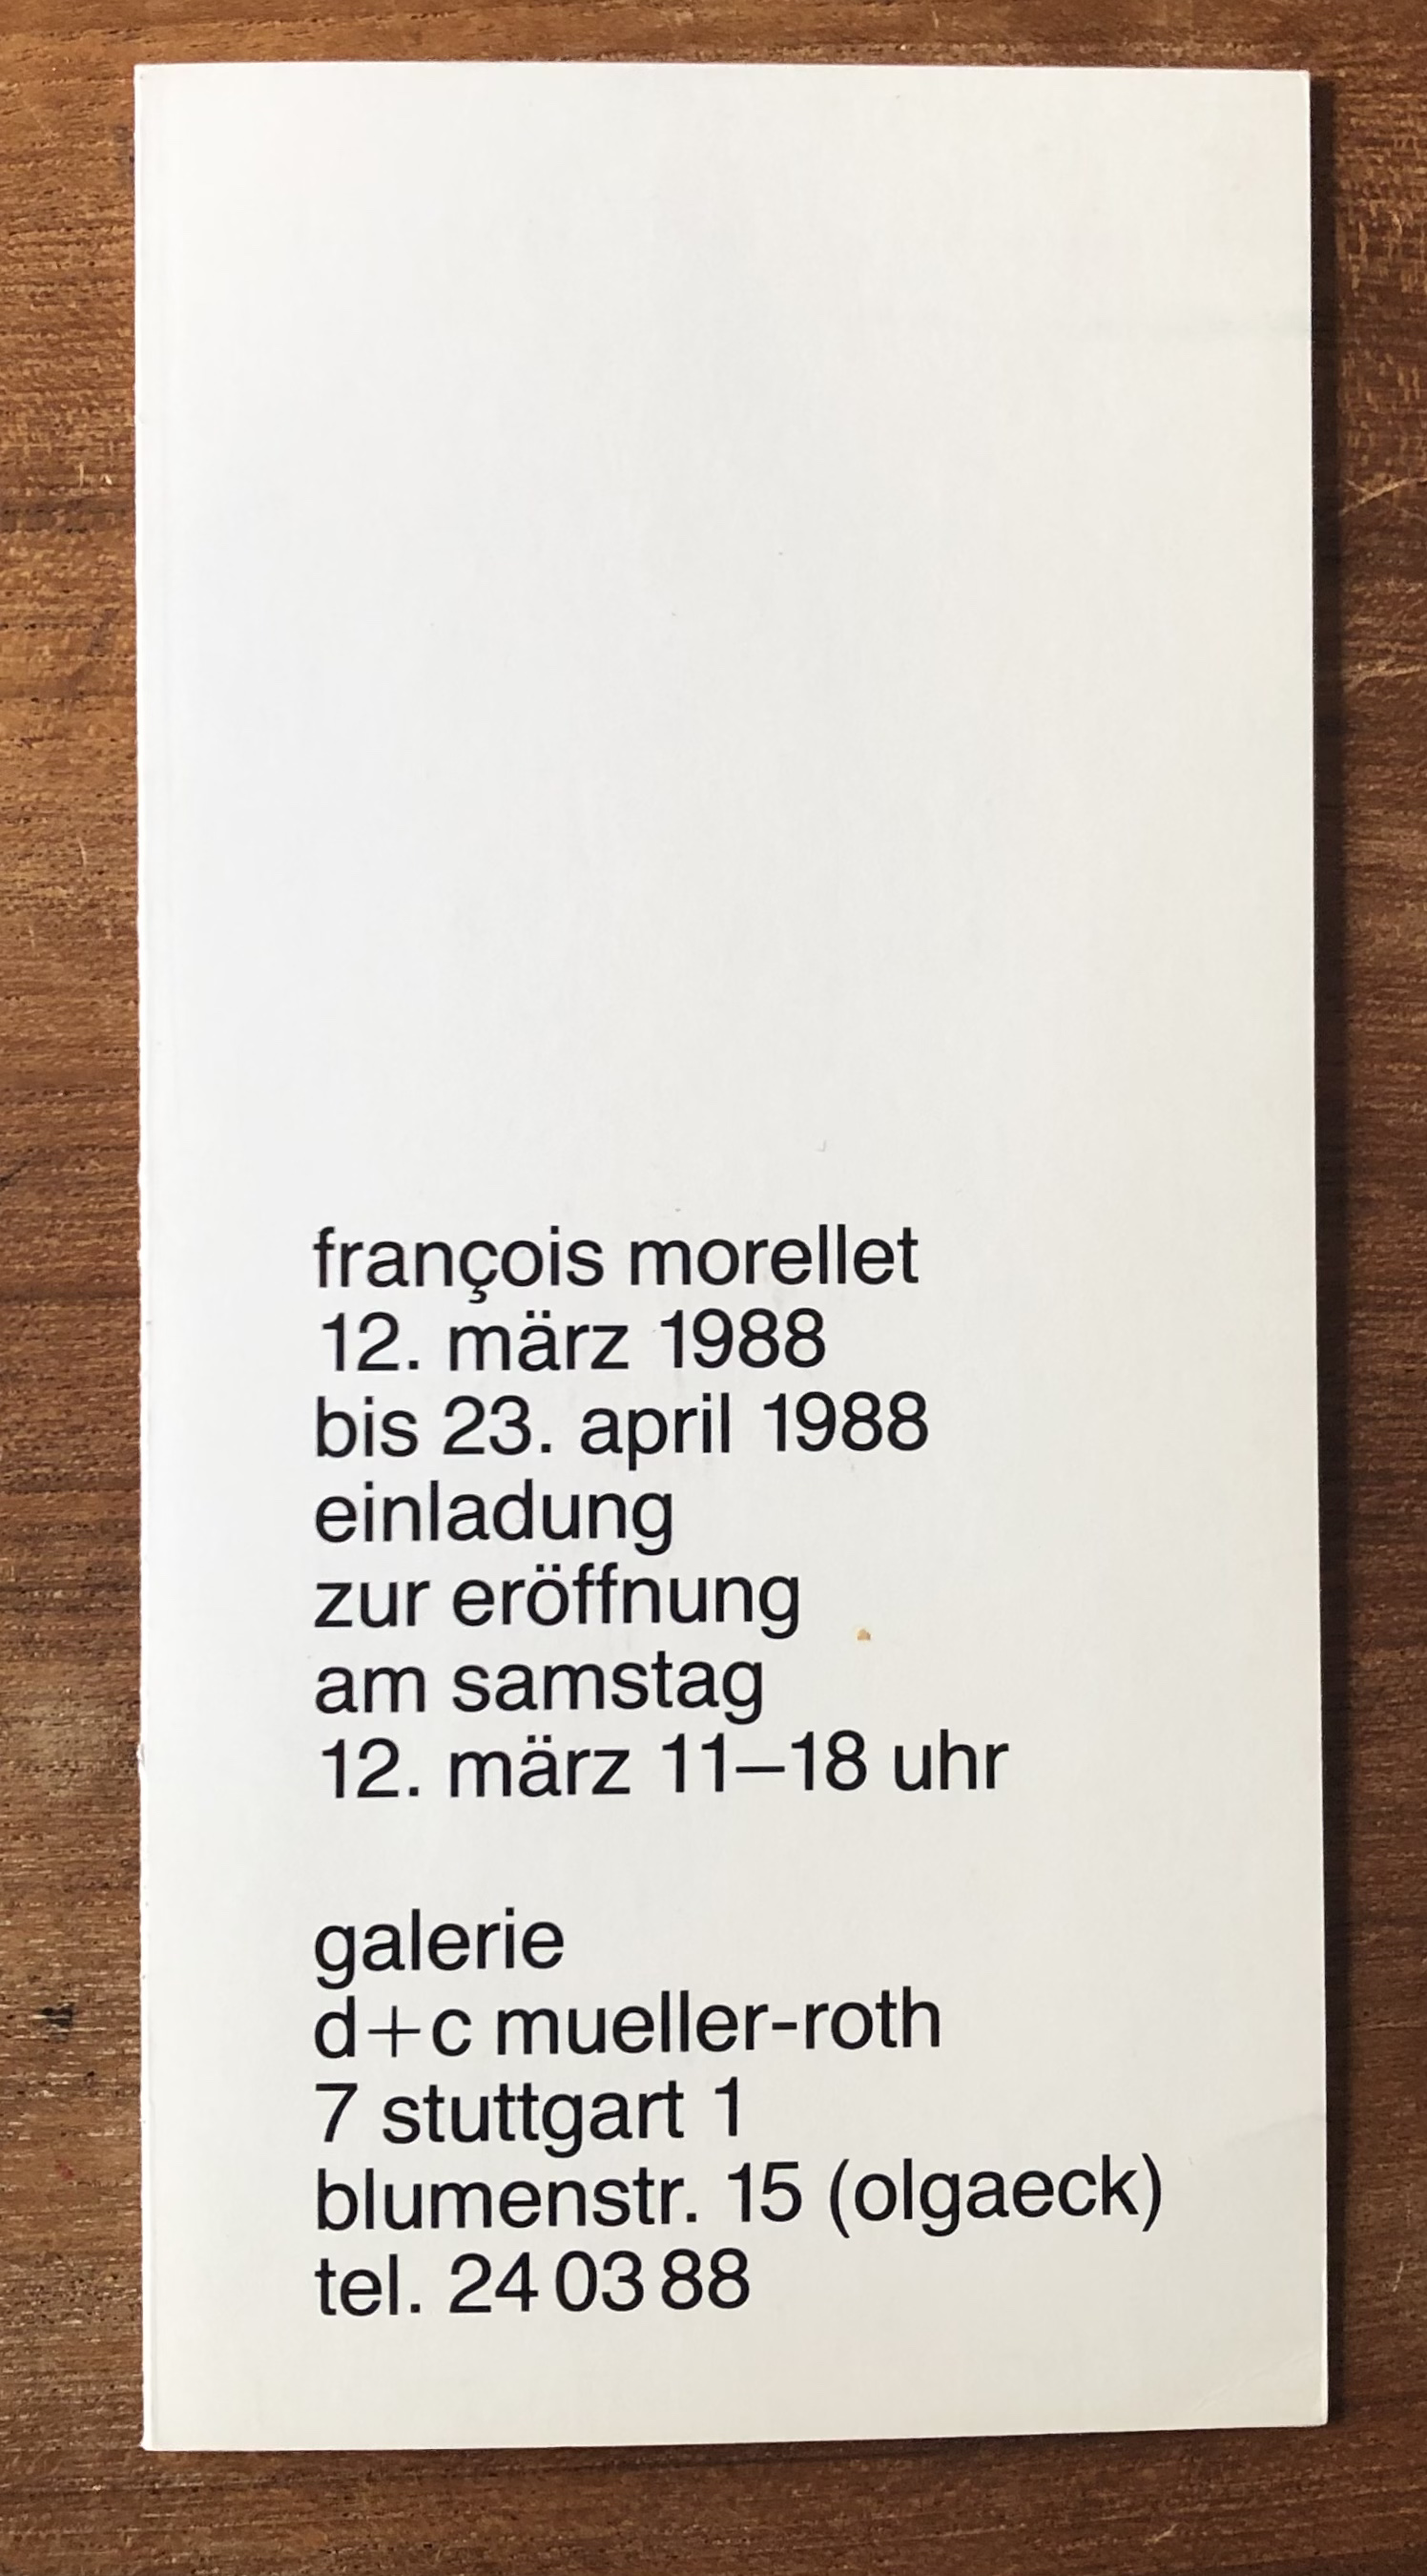 françois morellet
12. märz 1988
bis 23. april 1988
einladung
zur eröffnung
am samstag
12. märz 11–18 uhr
galerie
d+c mueller-roth
7 stuttgart 1
blumenstr. 15 (olgaeck)
tel. 24 03 88